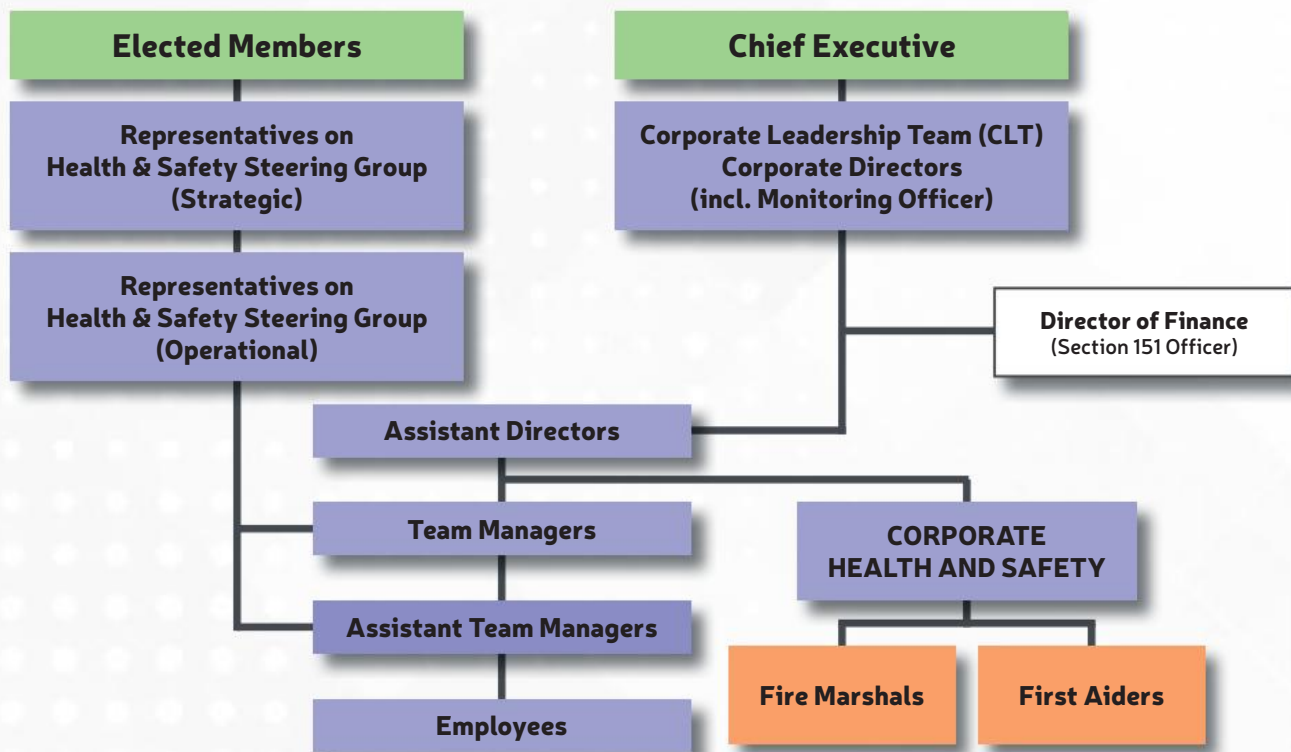 Elected Members
Representatives on
Health & Safety Steering Group
(Strategic)
Representatives on
Health & Safety Steering Group
(Operational)
Chief Executive
Corporate Leadership Team (CLT)
Corporate Directors
(incl. Monitoring Officer)
Director of Finance
(Section 151 Officer)
Assistant Directors
Team Managers
Assistant Team Managers
Employees
CORPORATE
HEALTH AND SAFETY
Fire Marshals
First Aiders